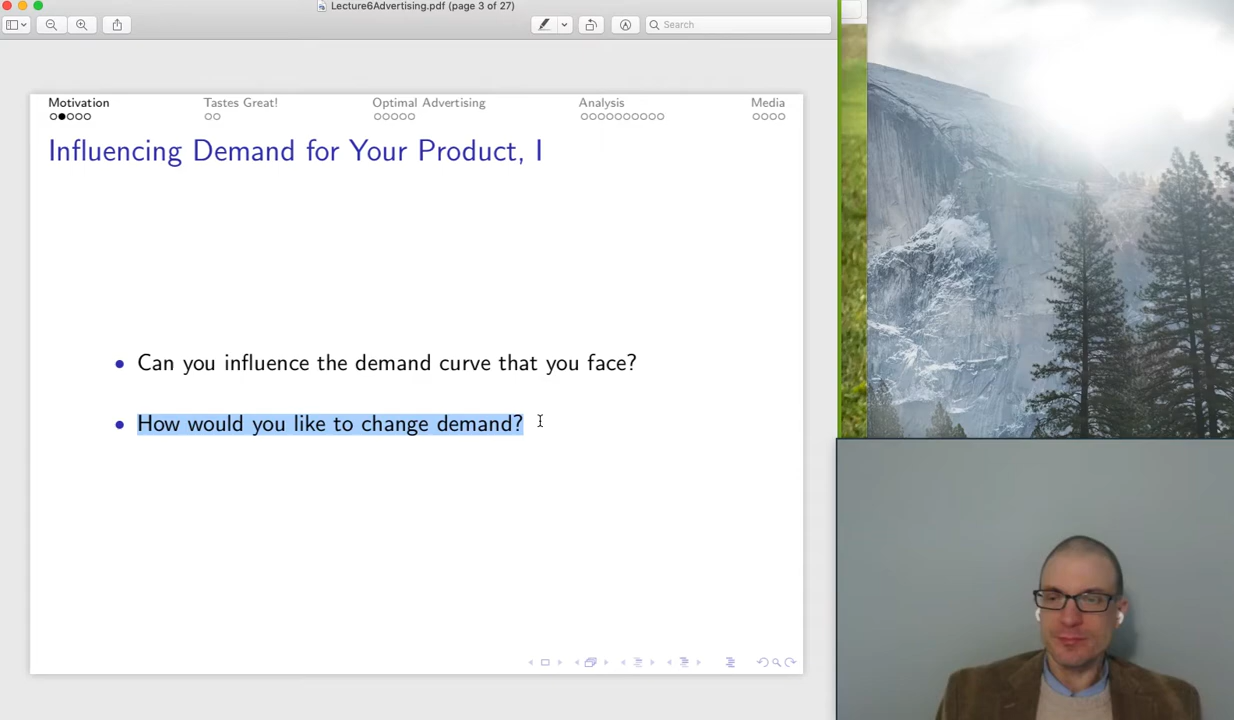 Lecture6Advertising.pdf (page 3 of 27)
Search
Motivation Tastes Great! Optimal Advertising Analysis Media
Influencing Demand for Your Product, I
Can you influence the demand curve that you face?
How would you like to change demand?